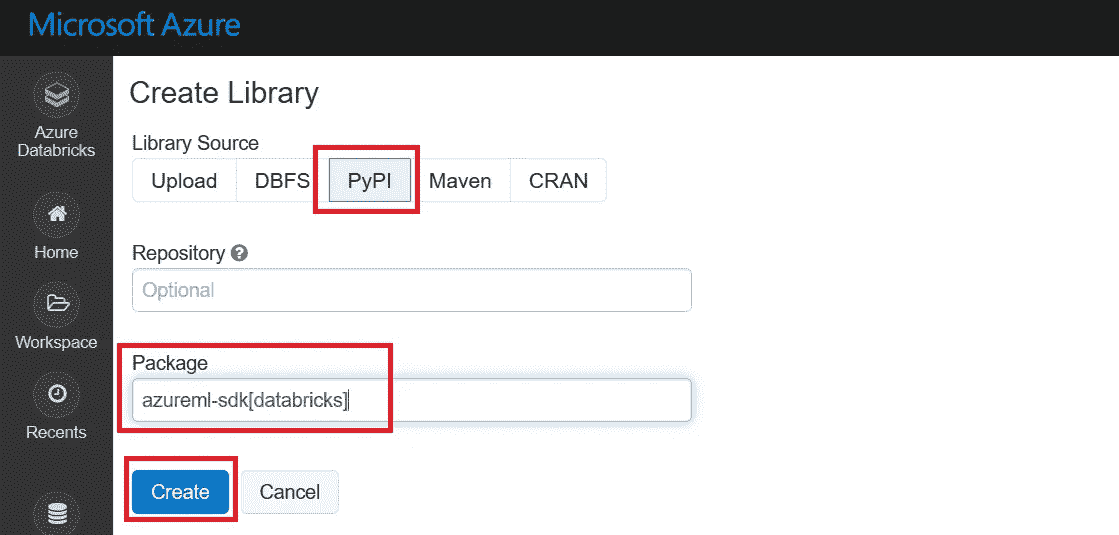 Microsoft Azure
Azure
Databricks
Home
Workspace
Recents
Create Library
Library Source
Upload DBFS PyPI Maven CRAN
Repository ?
Optional
Package
azureml-sdk[databricks]
Create Cancel